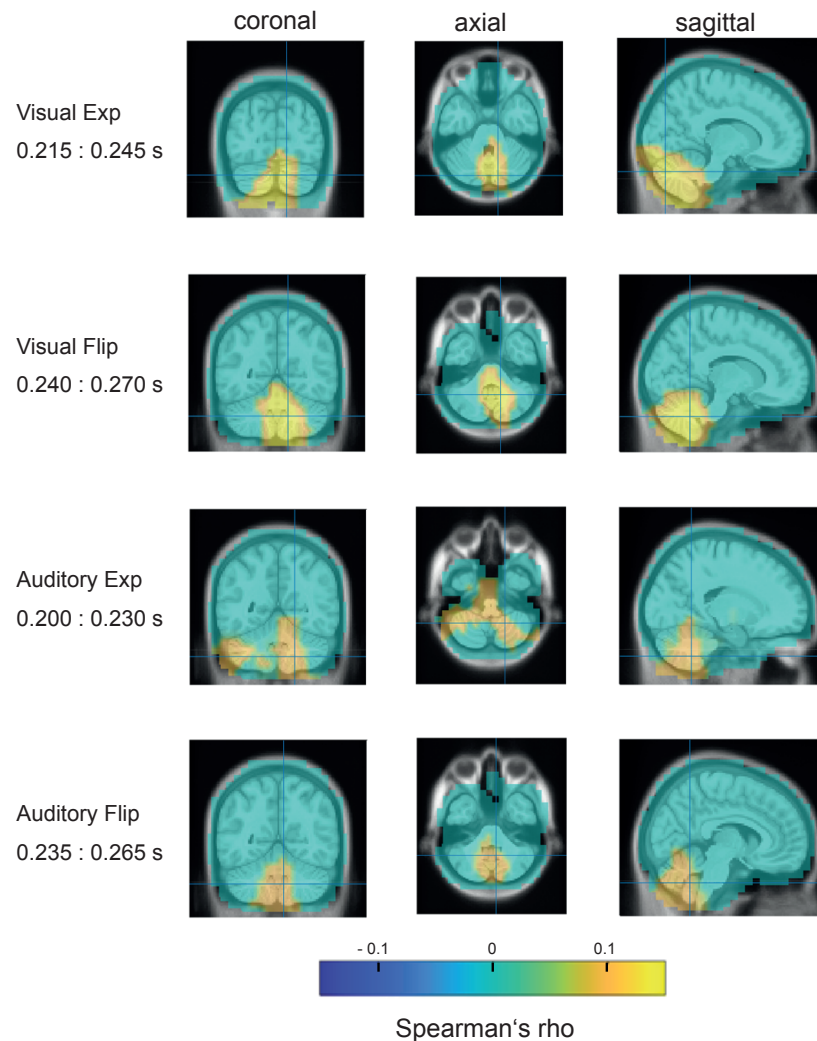 coronal axial sagittal
Visual Exp
0.215 : 0.245 s
Visual Flip
0.240 : 0.270 s
Auditory Exp
0.200 : 0.230 s
Auditory Flip
0.235 : 0.265 s
- 0.1 0 0.1
Spearman‘s rho